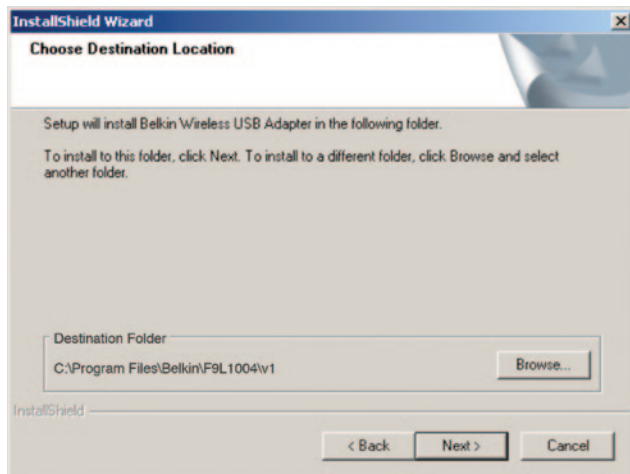 InstallShield Wizard
Choose Destination Location
Setup will install Belkin Wireless USB Adapter in the following folder.
To install to this folder, click Next. To install to a different folder, click Browse and select
another folder.
Destination Folder
C:\Program Files\Belkin\F9L1004\v1
Browse...
InstallShield
< Back
Next >
Cancel